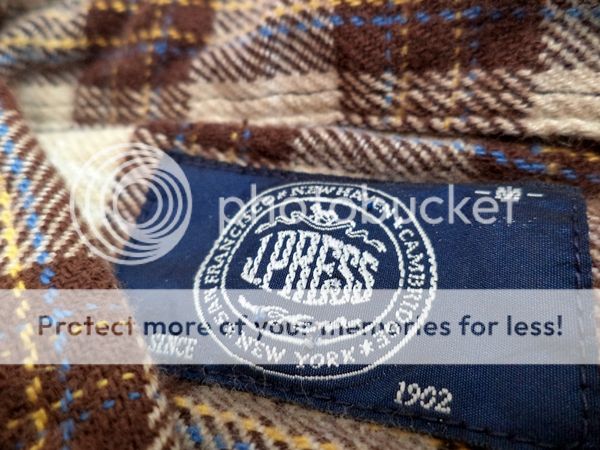 photobucket
- M -
SAN FRANCISCO ★ NEW HAVEN ★ CAMBRIDGE ★ NEW YORK ★
J. PRESS
Protect more of your memories for less!
SINCE
1902